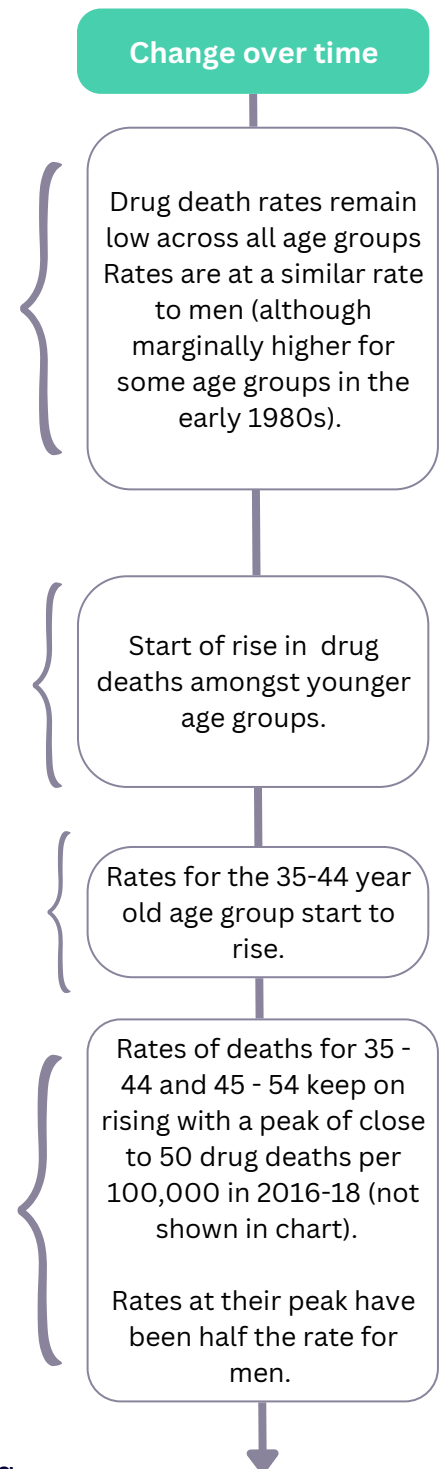 Change over time
Drug death rates remain
low across all age groups
Rates are at a similar rate
to men (although
marginally higher for
some age groups in the
early 1980s).
Start of rise in  drug
deaths amongst younger
age groups.
Rates for the 35-44 year
old age group start to
rise.
Rates of deaths for 35 -
44 and 45 - 54 keep on
rising with a peak of close
to 50 drug deaths per
100,000 in 2016-18 (not
shown in chart).
Rates at their peak have
been half the rate for
men.